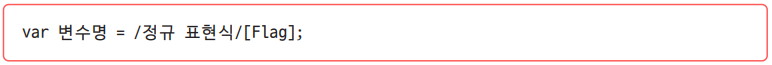 var 변수명 = /정규 표현식/[Flag];